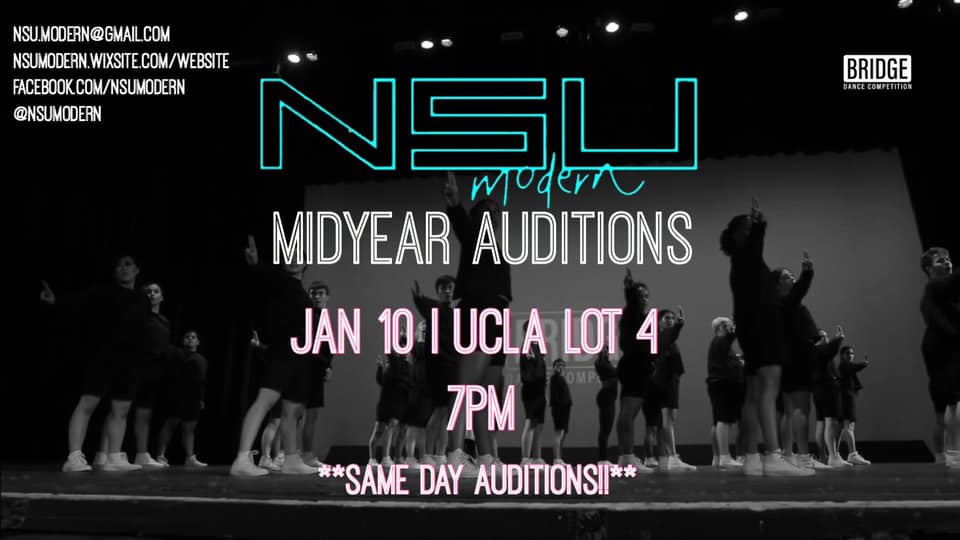 NSU.MODERN@GMAIL.COM
NSUMODERN.WIXSITE.COM/WEBSITE
FACEBOOK.COM/NSUMODERN
@NSUMODERN
BRIDGE
DANCE COMPETITION
NSU
modern
MIDYEAR AUDITIONS
JAN 10 | UCLA LOT 4
7PM
**SAME DAY AUDITIONS!!**